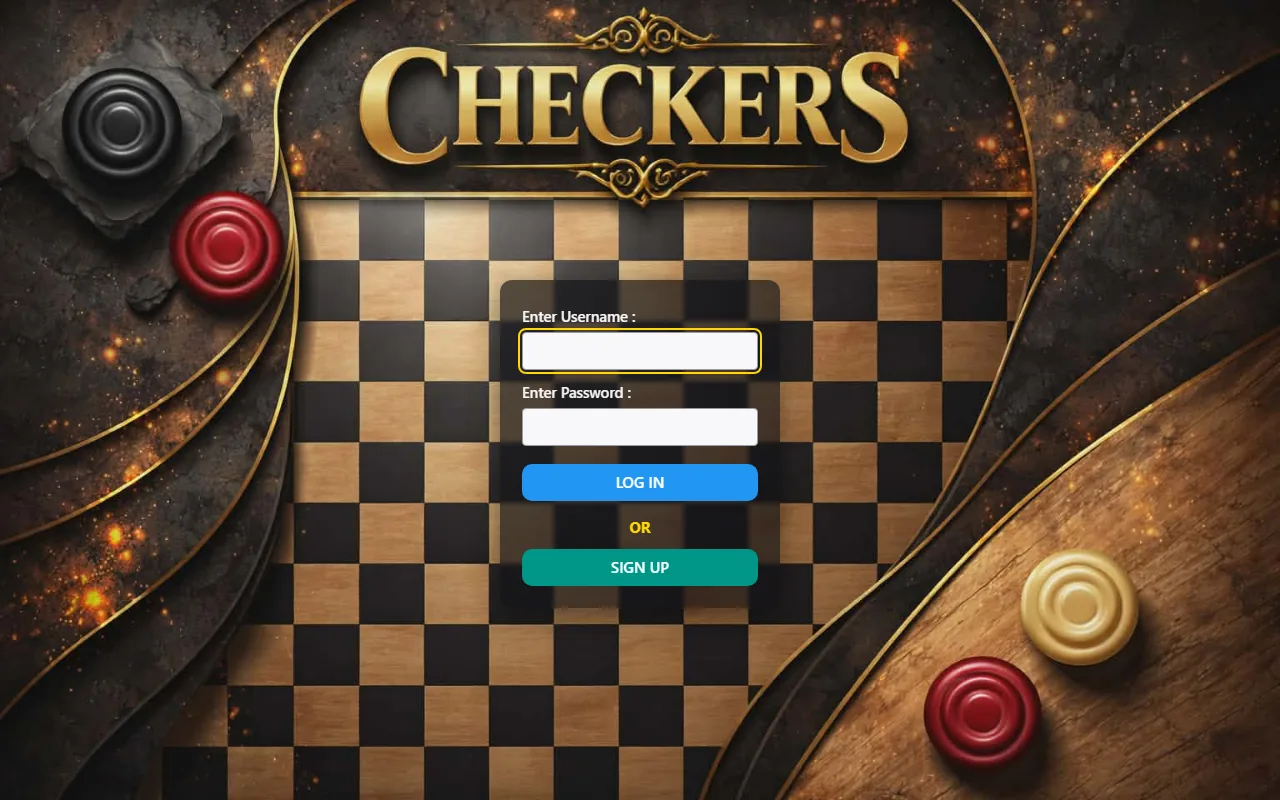 CHECKERS
Enter Username :
Enter Password :
LOG IN
OR
SIGN UP